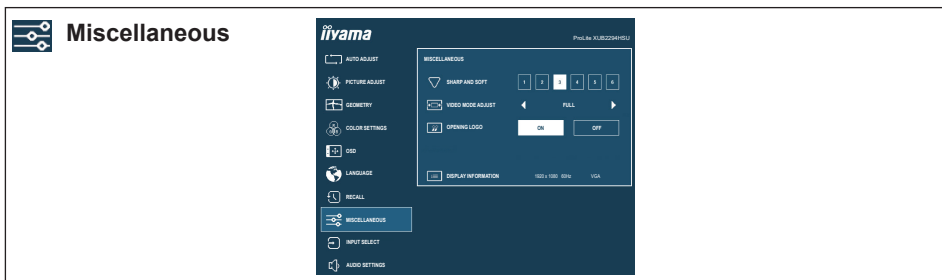 Miscellaneous
iiyama
ProLite XUB2294HSU
AUTO ADJUST
PICTURE ADJUST
GEOMETRY
COLOR SETTINGS
OSD
LANGUAGE
RECALL
MISCELLANEOUS
INPUT SELECT
AUDIO SETTINGS
MISCELLANEOUS
SHARP AND SOFT 1 2 3 4 5 6
VIDEO MODE ADJUST FULL
OPENING LOGO ON OFF
DISPLAY INFORMATION 1920 x 1080 60Hz VGA